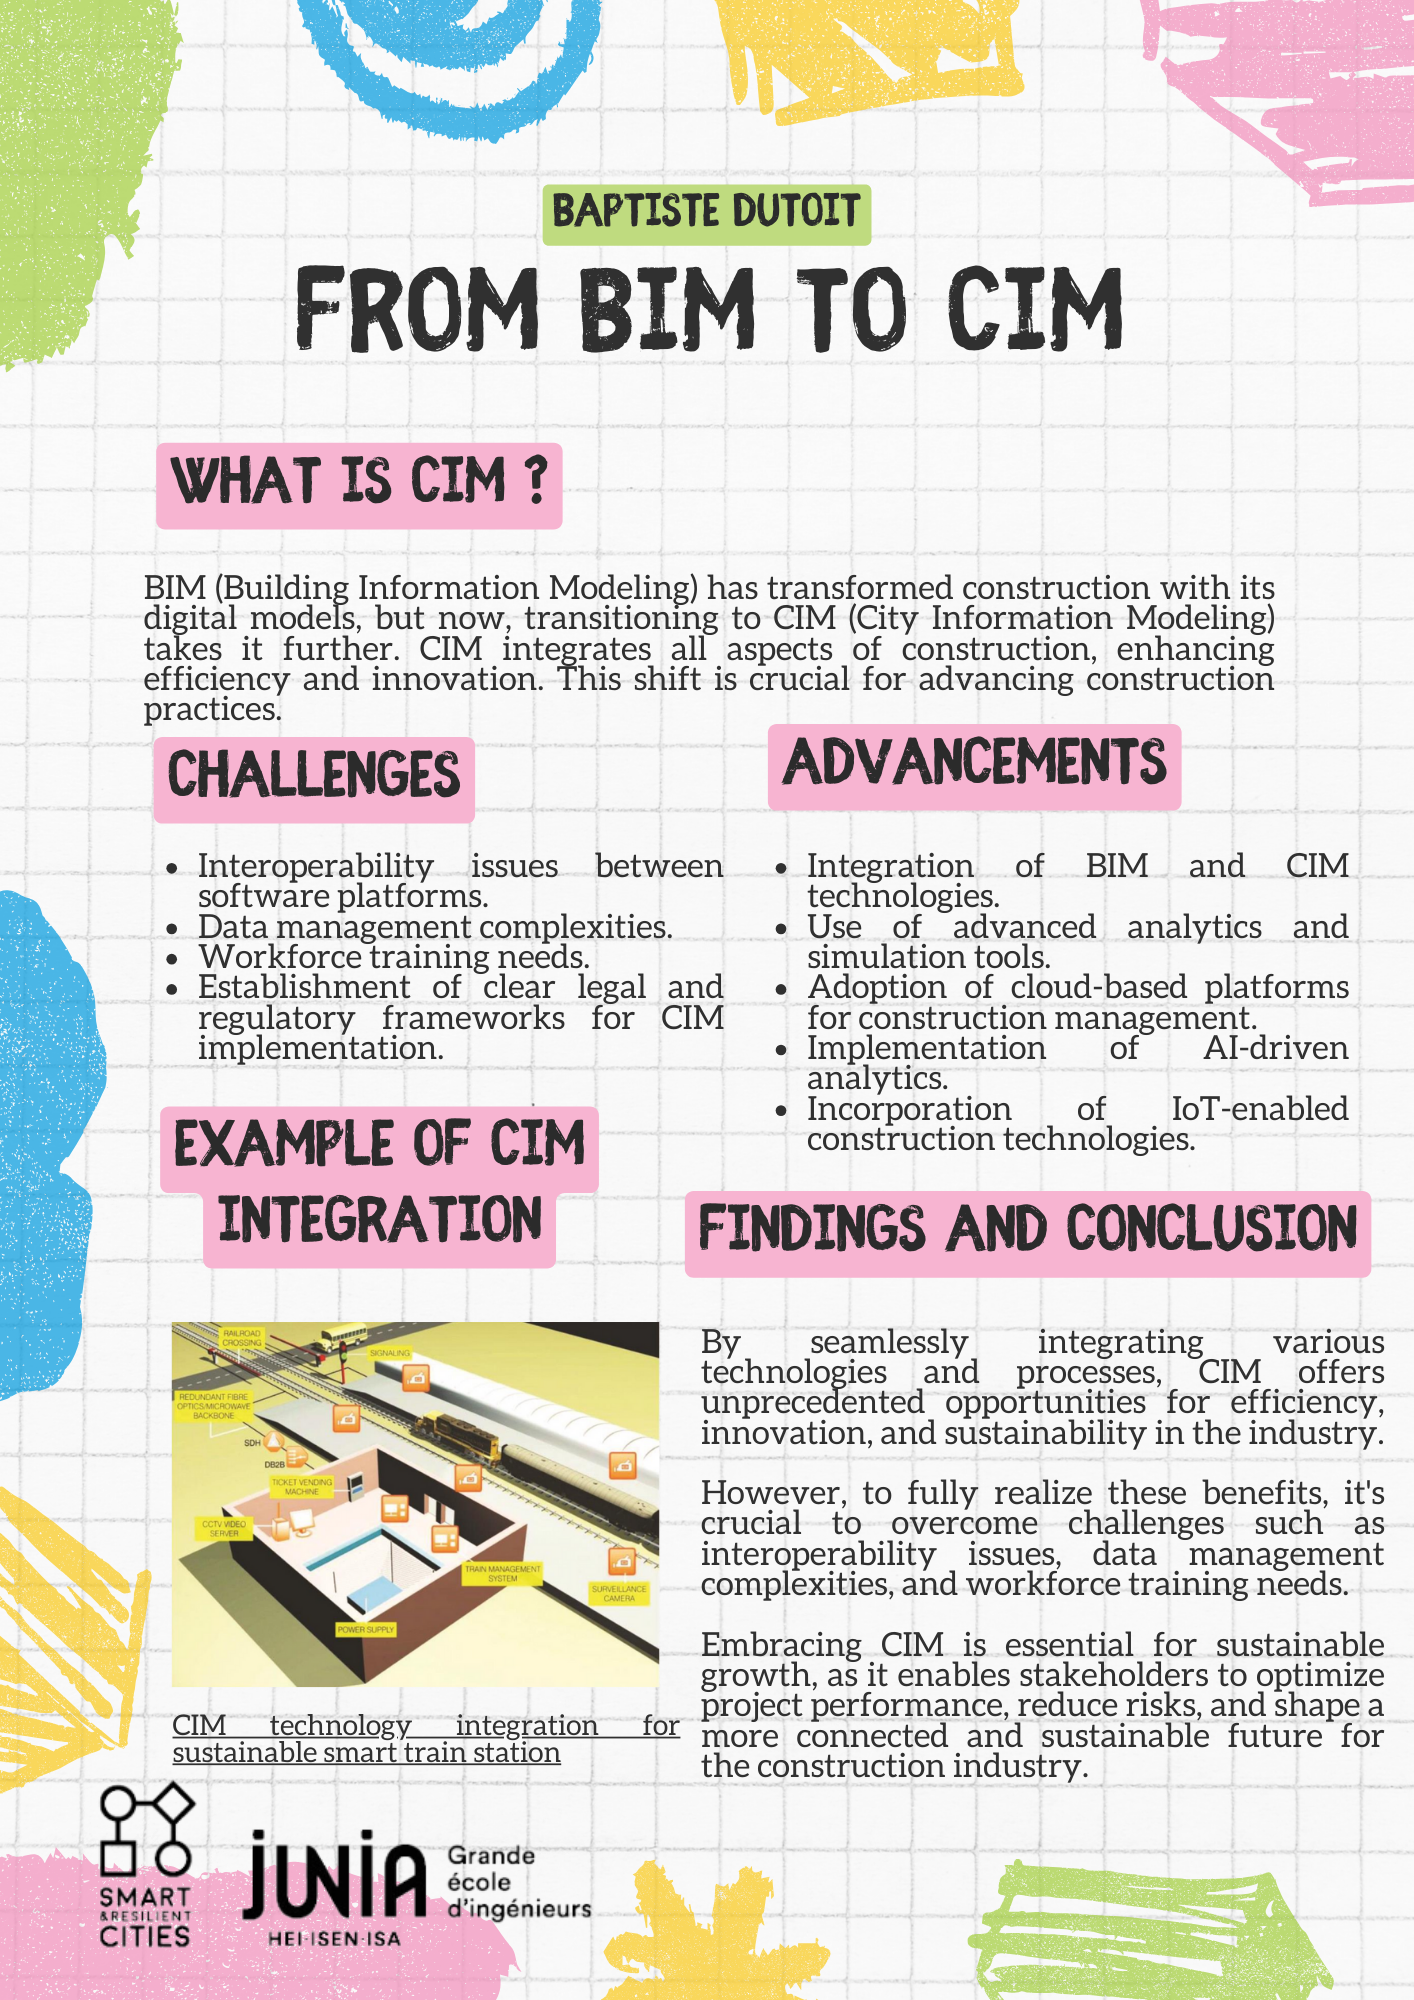 BAPTISTE DUTOIT
FROM BIM TO CIM
WHAT IS CIM ?
BIM (Building Information Modeling) has transformed construction with its
digital models, but now, transitioning to CIM (City Information Modeling)
takes it further. CIM integrates all aspects of construction, enhancing
efficiency and innovation. This shift is crucial for advancing construction
practices.
CHALLENGES
• Interoperability issues between
software platforms.
• Data management complexities.
• Workforce training needs.
• Establishment of clear legal and
regulatory frameworks for CIM
implementation.
ADVANCEMENTS
• Integration of BIM and CIM
technologies.
• Use of advanced analytics and
simulation tools.
• Adoption of cloud-based platforms
for construction management.
• Implementation of AI-driven
analytics.
• Incorporation of IoT-enabled
construction technologies.
EXAMPLE OF CIM
INTEGRATION
RAILROAD
CROSSING
SIGNALING
REDUNDANT FIBRE
OPTICS/MICROWAVE
BACKBONE
SDH
DB2B
TICKET VENDING
MACHINE
CCTV VIDEO
SERVER
TRAIN MANAGEMENT
SYSTEM
SURVEILLANCE
CAMERA
POWER SUPPLY
CIM technology integration for
sustainable smart train station
FINDINGS AND CONCLUSION
By seamlessly integrating various
technologies and processes, CIM offers
unprecedented opportunities for efficiency,
innovation, and sustainability in the industry.
However, to fully realize these benefits, it's
crucial to overcome challenges such as
interoperability issues, data management
complexities, and workforce training needs.
Embracing CIM is essential for sustainable
growth, as it enables stakeholders to optimize
project performance, reduce risks, and shape a
more connected and sustainable future for
the construction industry.
SMART
&RESILIENT
CITIES
JUNIA
HEI·ISEN·ISA
Grande
école
d'ingénieurs